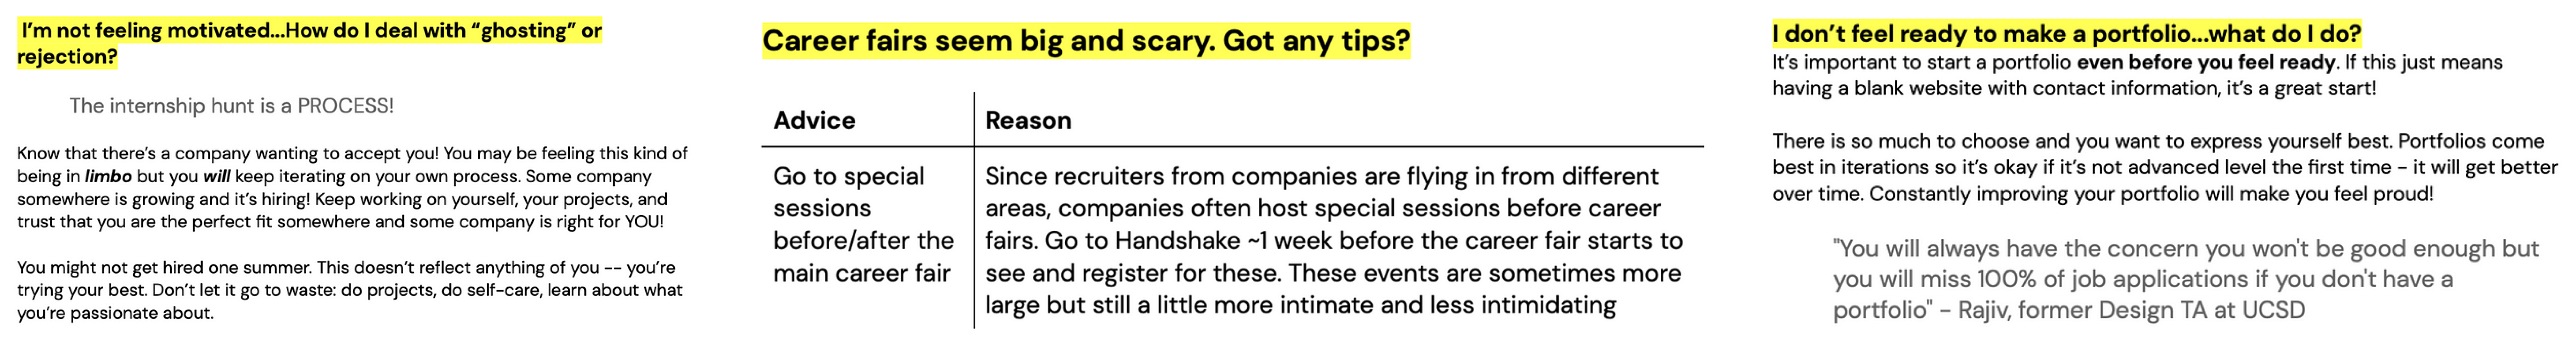 I'm not feeling motivated...How do I deal with “ghosting” or
rejection?
The internship hunt is a PROCESS!
Know that there's a company wanting to accept you! You may be feeling this kind of
being in limbo but you will keep iterating on your own process. Some company
somewhere is growing and it's hiring! Keep working on yourself, your projects, and
trust that you are the perfect fit somewhere and some company is right for YOU!
You might not get hired one summer. This doesn't reflect anything of you -- you're
trying your best. Don't let it go to waste: do projects, do self-care, learn about what
you're passionate about.
Career fairs seem big and scary. Got any tips?
Advice
Reason
Go to special
sessions
before/after the
main career fair
Since recruiters from companies are flying in from different
areas, companies often host special sessions before career
fairs. Go to Handshake ~1 week before the career fair starts to
see and register for these. These events are sometimes more
large but still a little more intimate and less intimidating
I don't feel ready to make a portfolio...what do I do?
It's important to start a portfolio even before you feel ready. If this just means
having a blank website with contact information, it's a great start!
There is so much to choose and you want to express yourself best. Portfolios come
best in iterations so it's okay if it's not advanced level the first time - it will get better
over time. Constantly improving your portfolio will make you feel proud!
"You will always have the concern you won't be good enough but
you will miss 100% of job applications if you don't have a
portfolio" - Rajiv, former Design TA at UCSD